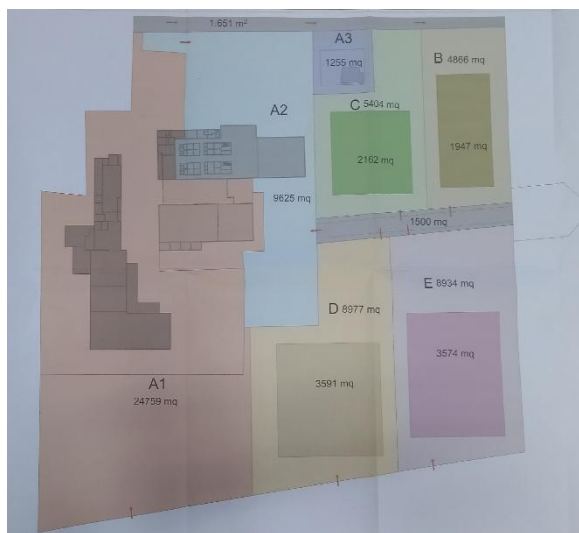 1.651 m²
A3
1255 mq
B 4866 mq
A2
C 5404 mq
2162 mq
1947 mq
9625 mq
1500 mq
D 8977 mq
E 8934 mq
3591 mq
3574 mq
A1
24759 mq